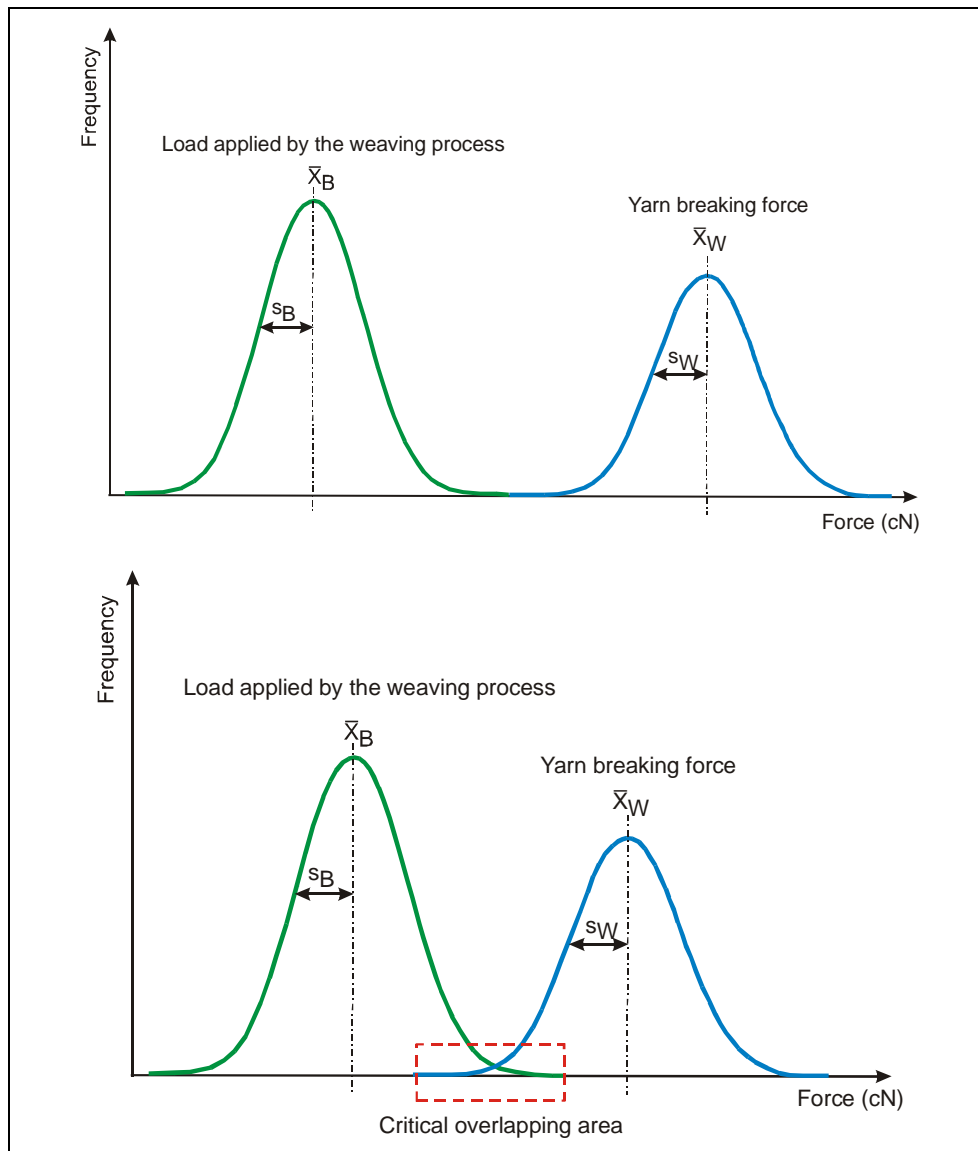 Frequency
Load applied by the weaving process
X̅B
Yarn breaking force
X̅W
sB
sW
Force (cN)
Frequency
Load applied by the weaving process
X̅B
Yarn breaking force
X̅W
sB
sW
Force (cN)
Critical overlapping area